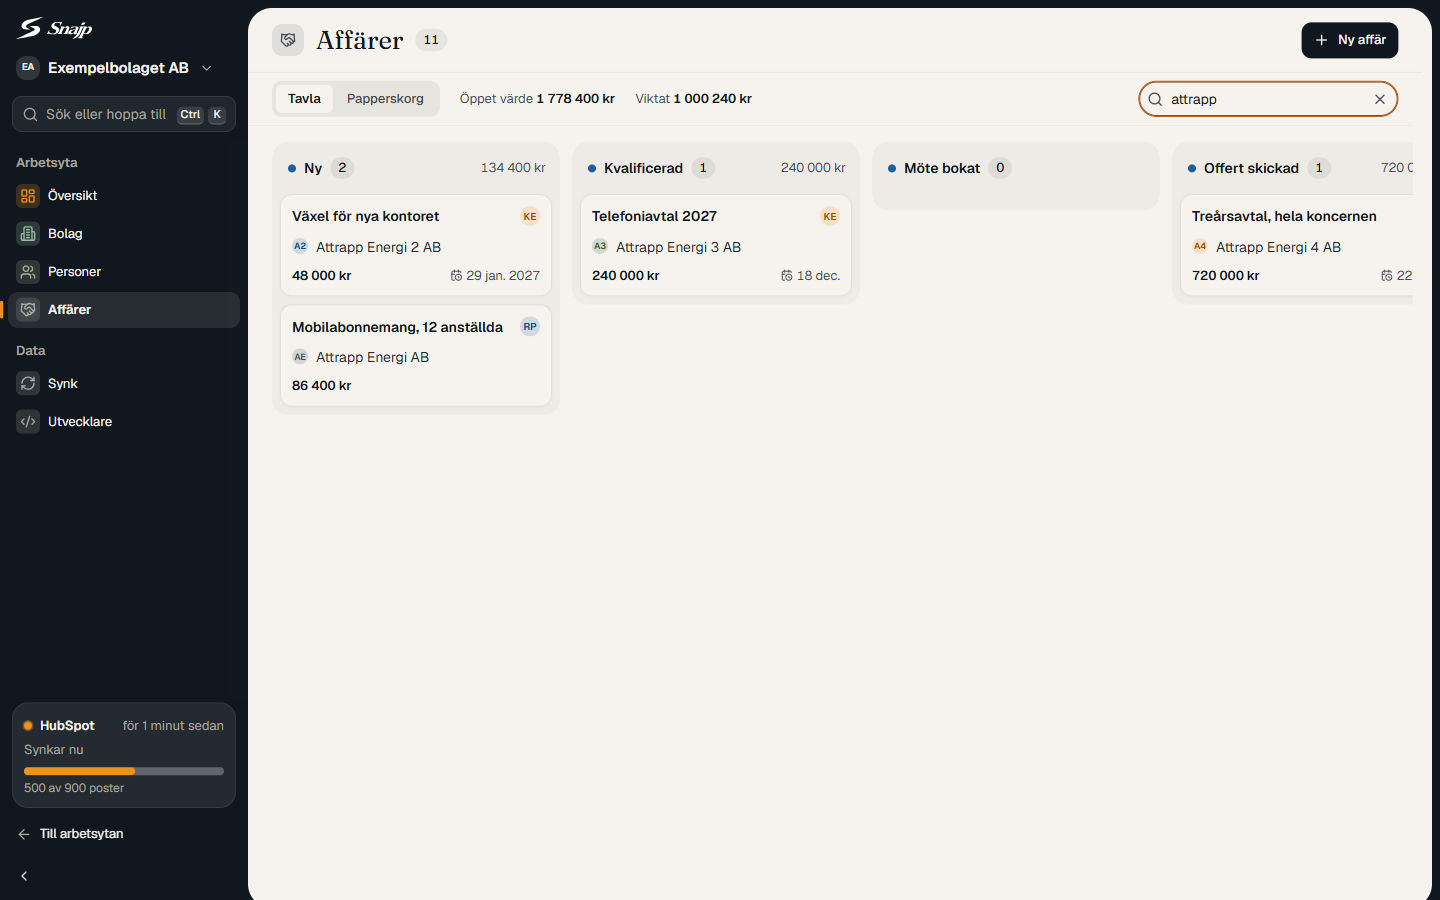 Snajp
EA Exempelbolaget AB
Sök eller hoppa till Ctrl K
Arbetsyta
Översikt
Bolag
Personer
Affärer
Data
Synk
Utvecklare
HubSpot för 1 minut sedan
Synkar nu
500 av 900 poster
Till arbetsytan
Affärer 11
Ny affär
Tavla Papperskorg Öppet värde 1 778 400 kr Viktat 1 000 240 kr
attrapp
Ny 2 134 400 kr
Växel för nya kontoret KE
A2 Attrapp Energi 2 AB
48 000 kr 29 jan. 2027
Mobilabonnemang, 12 anställda RP
AE Attrapp Energi AB
86 400 kr
Kvalificerad 1 240 000 kr
Telefoniavtal 2027 KE
A3 Attrapp Energi 3 AB
240 000 kr 18 dec.
Möte bokat 0
Offert skickad 1 720 0
Treårsavtal, hela koncernen
A4 Attrapp Energi 4 AB
720 000 kr 22